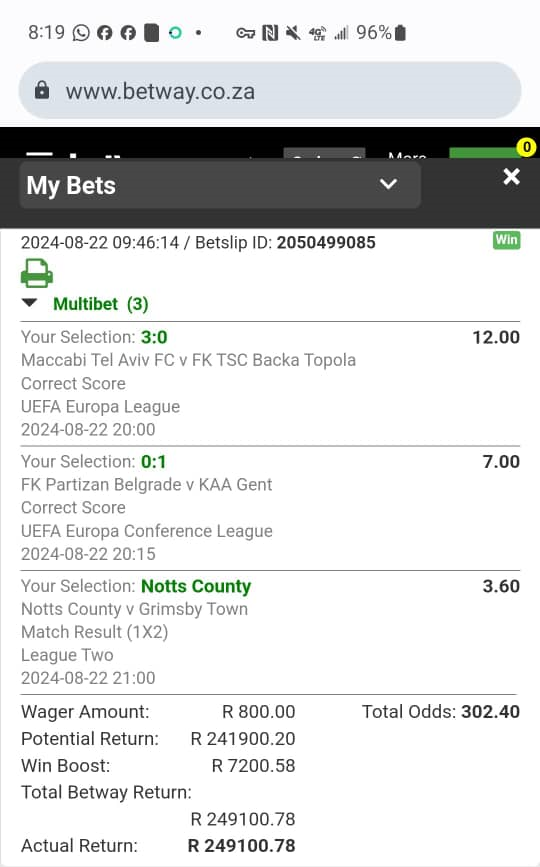 8:19 96%
www.betway.co.za
0
My Bets ×
2024-08-22 09:46:14 / Betslip ID: 2050499085 Win
Multibet (3)
Your Selection: 3:0 12.00
Maccabi Tel Aviv FC v FK TSC Backa Topola
Correct Score
UEFA Europa League
2024-08-22 20:00
Your Selection: 0:1 7.00
FK Partizan Belgrade v KAA Gent
Correct Score
UEFA Europa Conference League
2024-08-22 20:15
Your Selection: Notts County 3.60
Notts County v Grimsby Town
Match Result (1X2)
League Two
2024-08-22 21:00
Wager Amount: R 800.00 Total Odds: 302.40
Potential Return: R 241900.20
Win Boost: R 7200.58
Total Betway Return:
R 249100.78
Actual Return: R 249100.78